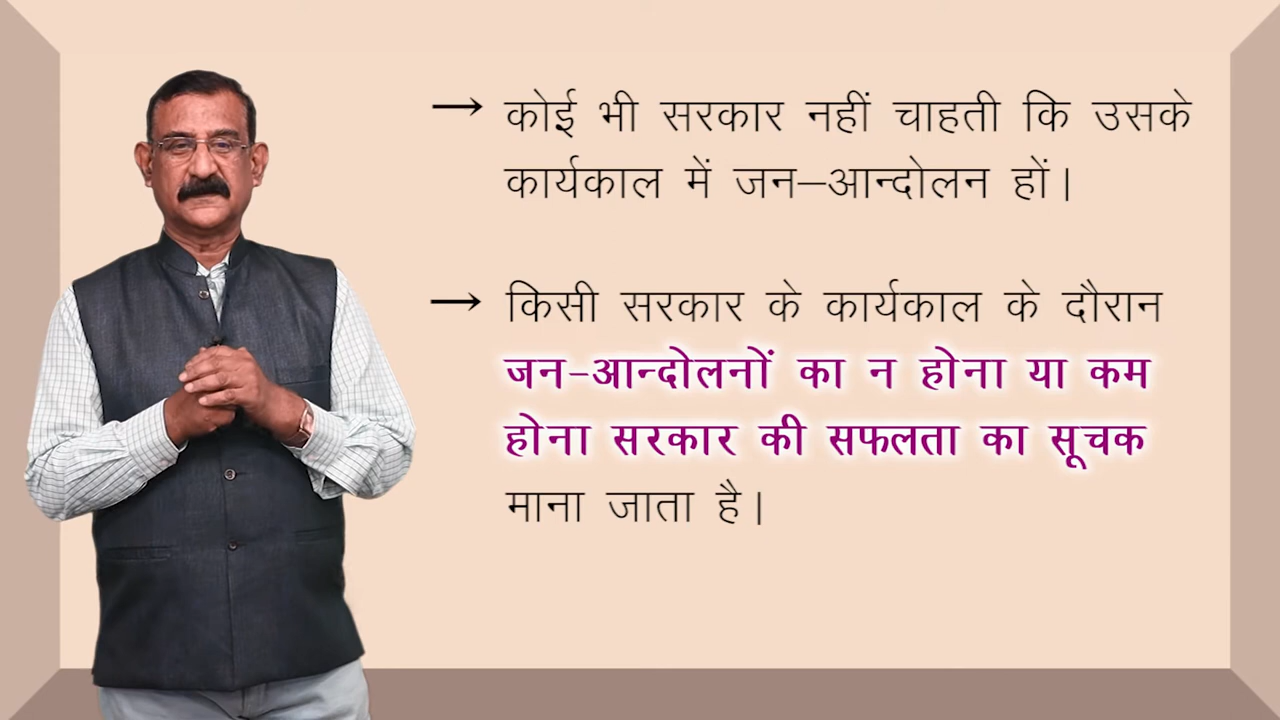 → कोई भी सरकार नहीं चाहती कि उसके
कार्यकाल में जन–आन्दोलन हों।
→ किसी सरकार के कार्यकाल के दौरान
जन-आन्दोलनों का न होना या कम
होना सरकार की सफलता का सूचक
माना जाता है।